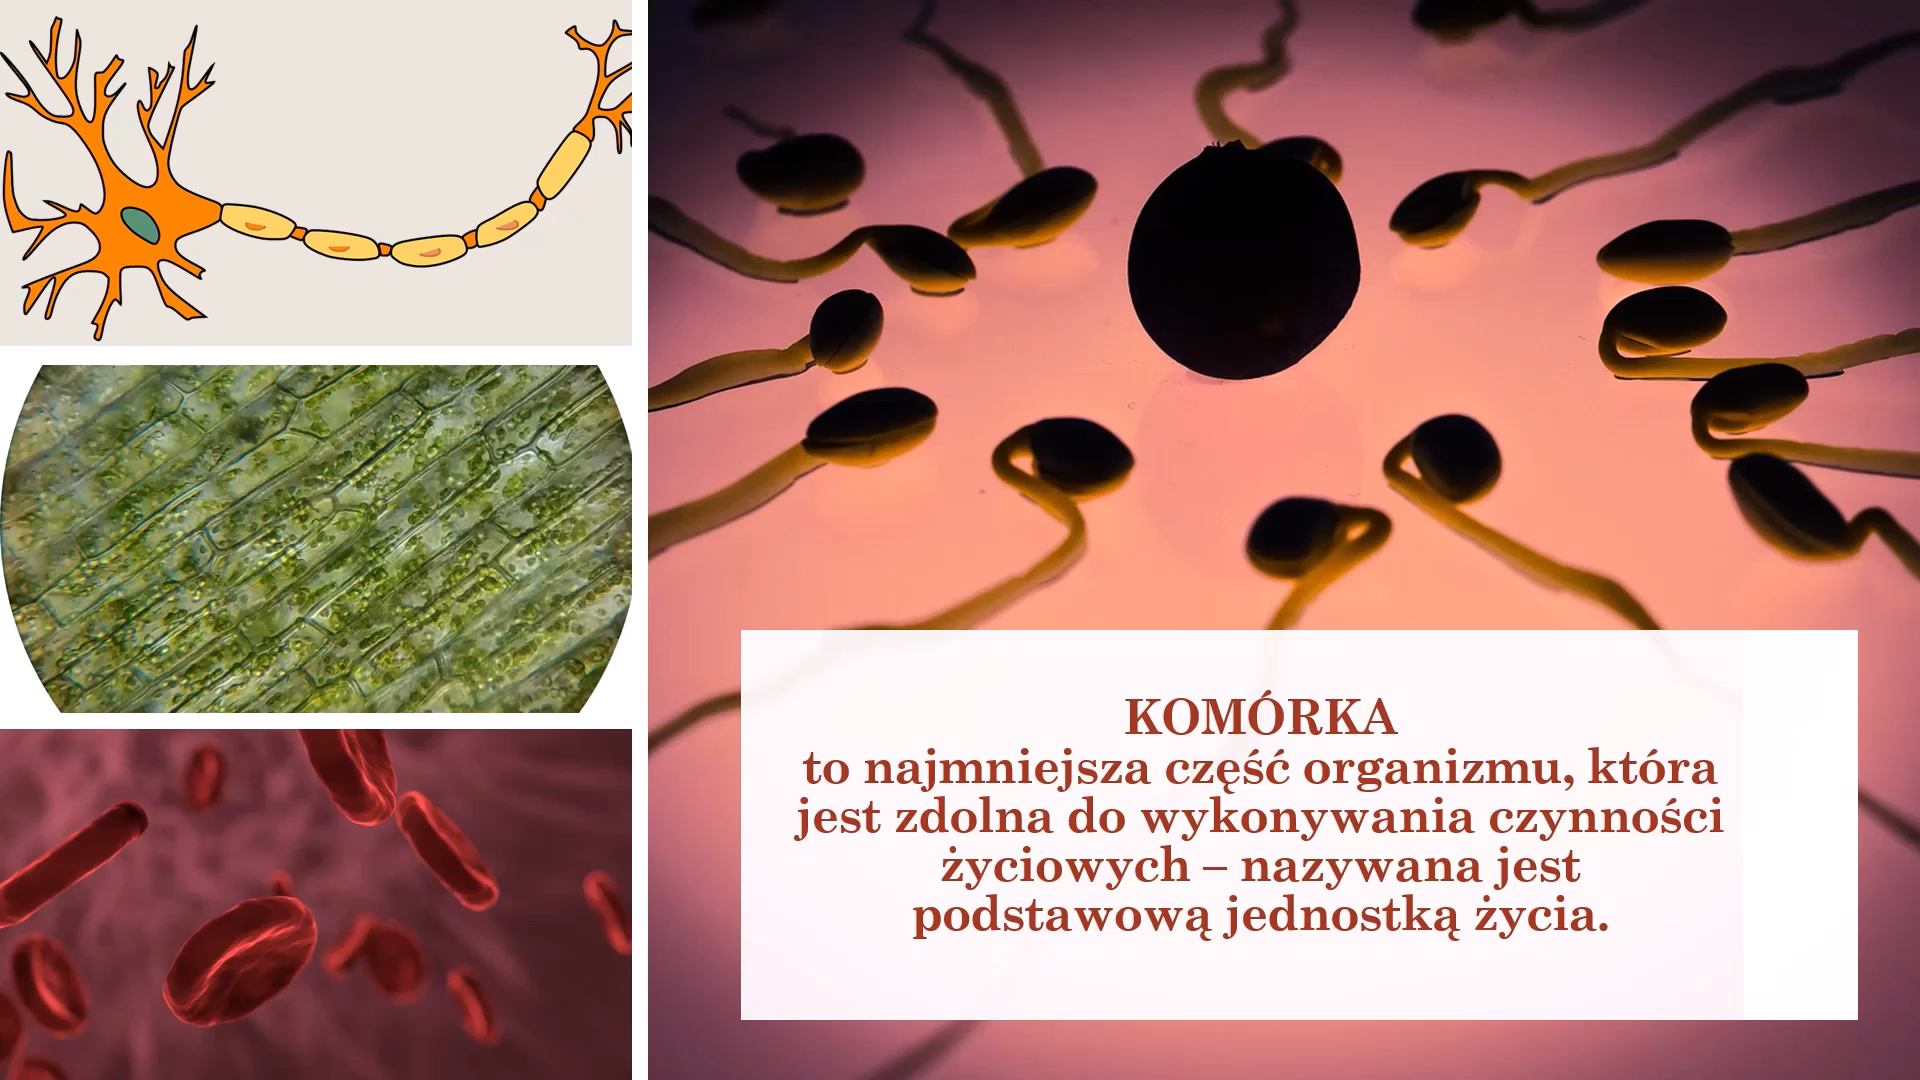 KOMÓRKA
to najmniejsza część organizmu, która
jest zdolna do wykonywania czynności
życiowych – nazywana jest
podstawową jednostką życia.